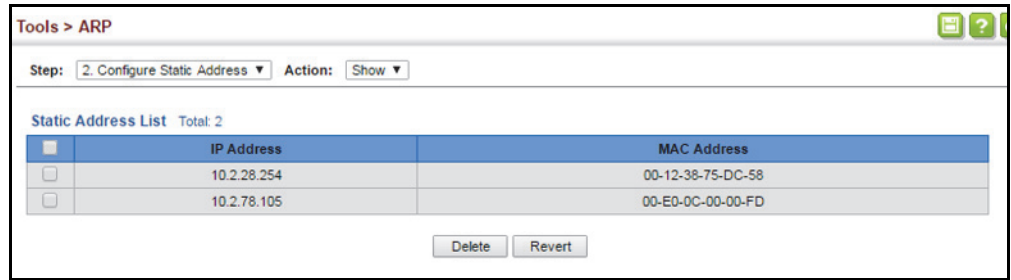 Tools > ARP
Step: 2. Configure Static Address ▼ Action: Show ▼
Static Address List Total: 2
IP Address MAC Address
10.2.28.254 00-12-38-75-DC-58
10.2.78.105 00-E0-0C-00-00-FD
Delete Revert